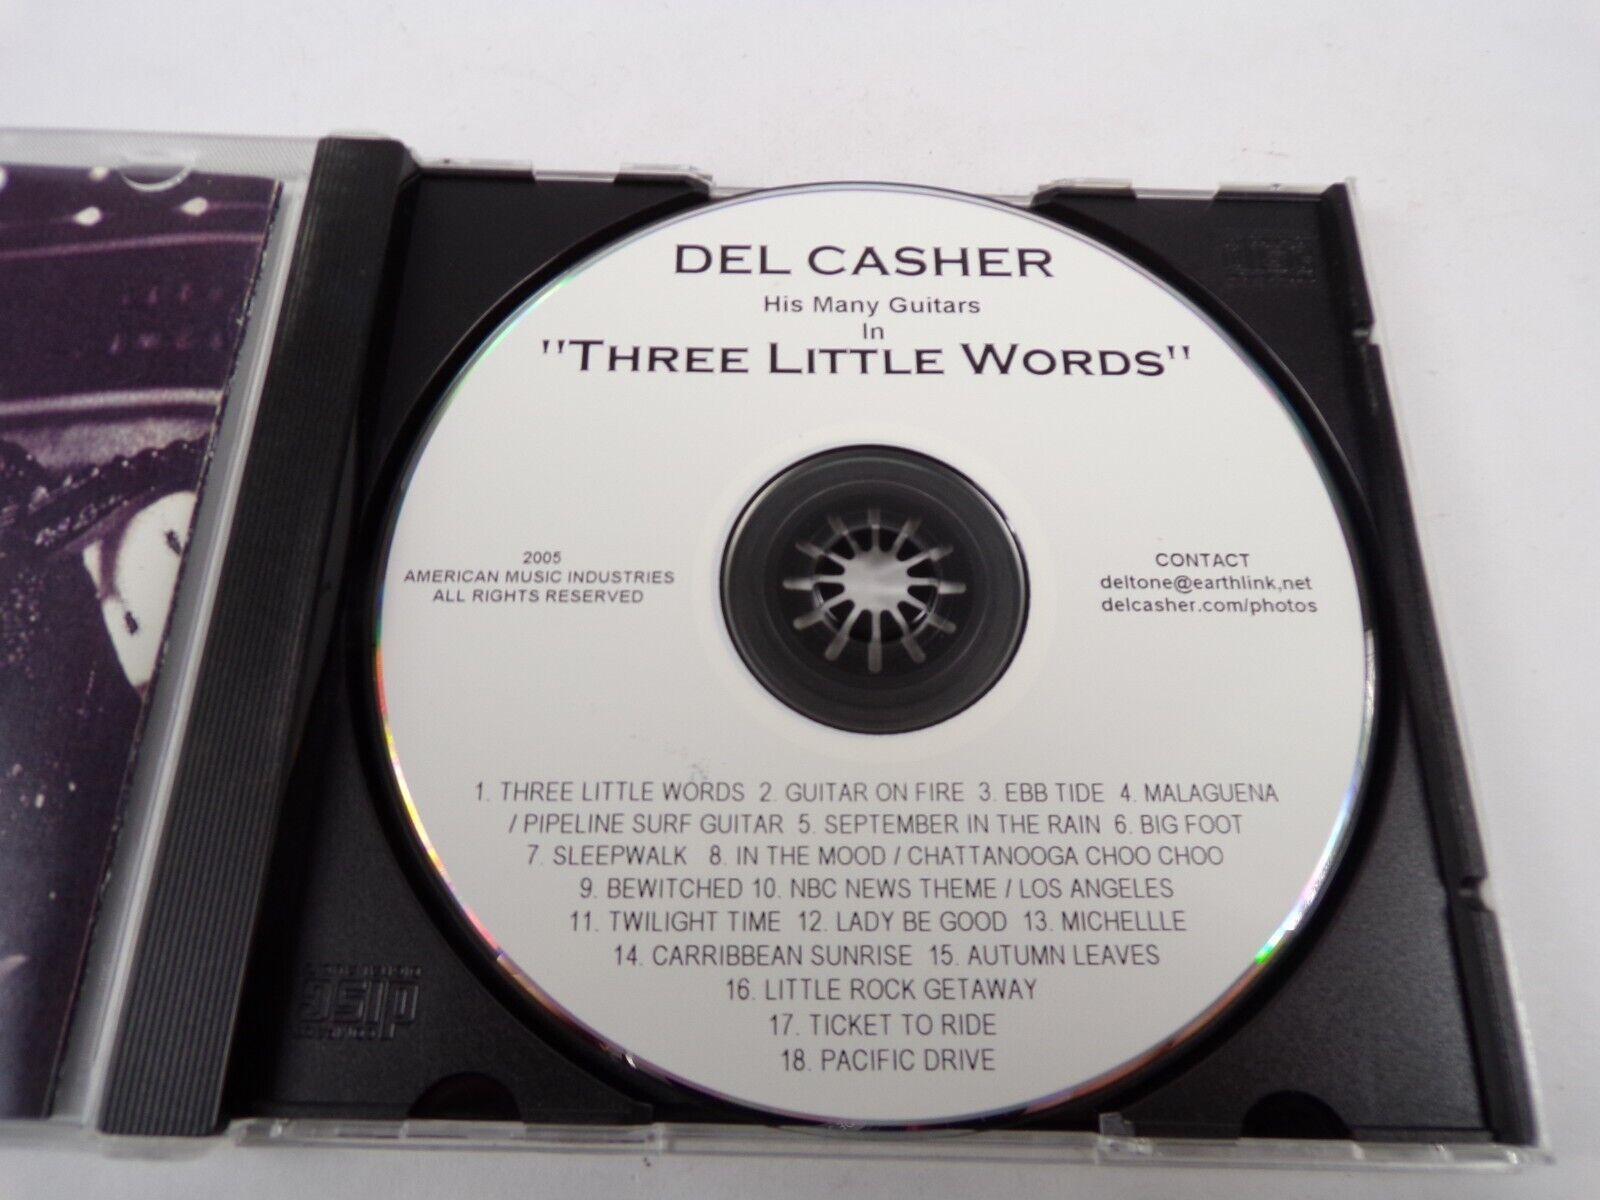 DEL CASHER
His Many Guitars
In
"THREE LITTLE WORDS"
2005
AMERICAN MUSIC INDUSTRIES
ALL RIGHTS RESERVED
CONTACT
deltone@earthlink,net
delcasher.com/photos
1. THREE LITTLE WORDS 2. GUITAR ON FIRE 3. EBB TIDE 4. MALAGUENA
/ PIPELINE SURF GUITAR 5. SEPTEMBER IN THE RAIN 6. BIG FOOT
7. SLEEPWALK 8. IN THE MOOD / CHATTANOOGA CHOO CHOO
9. BEWITCHED 10. NBC NEWS THEME / LOS ANGELES
11. TWILIGHT TIME 12. LADY BE GOOD 13. MICHELLLE
14. CARRIBBEAN SUNRISE 15. AUTUMN LEAVES
16. LITTLE ROCK GETAWAY
17. TICKET TO RIDE
18. PACIFIC DRIVE